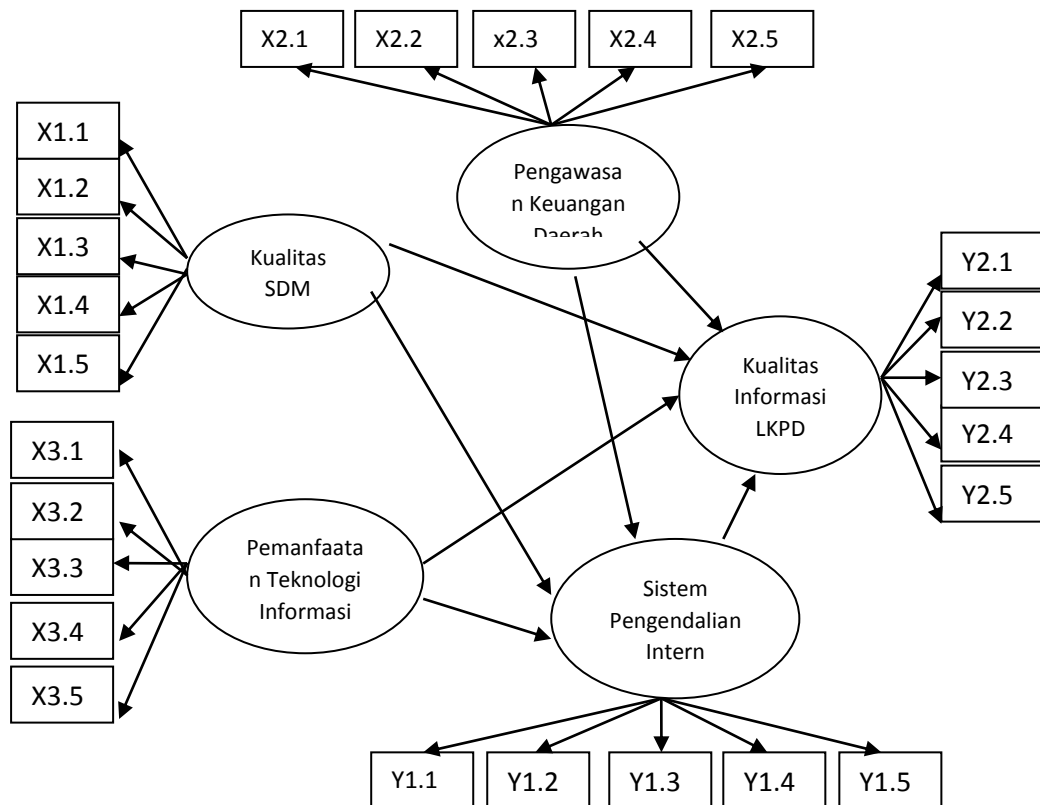 X2.1
X2.2
x2.3
X2.4
X2.5
X1.1
X1.2
X1.3
X1.4
X1.5
Pengawasa
n Keuangan
Daerah
Kualitas
SDM
Y2.1
Y2.2
Y2.3
Y2.4
Y2.5
Kualitas
Informasi
LKPD
X3.1
X3.2
X3.3
X3.4
X3.5
Pemanfaata
n Teknologi
Informasi
Sistem
Pengendalian
Intern
Y1.1
Y1.2
Y1.3
Y1.4
Y1.5